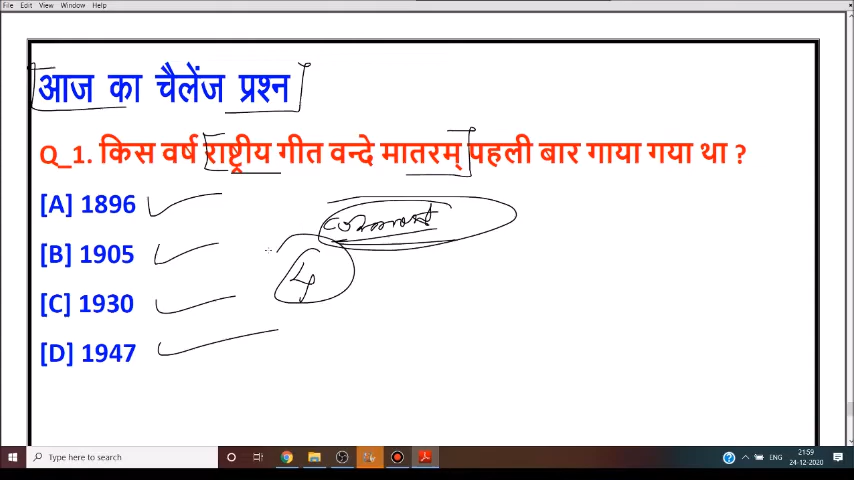 File Edit View Window Help
आज का चैलेंज प्रश्न
Q_1. किस वर्ष राष्ट्रीय गीत वन्दे मातरम् पहली बार गाया गया था ?
[A] 1896
[B] 1905
4
[C] 1930
[D] 1947
Type here to search
ENG
21:59
24-12-2020